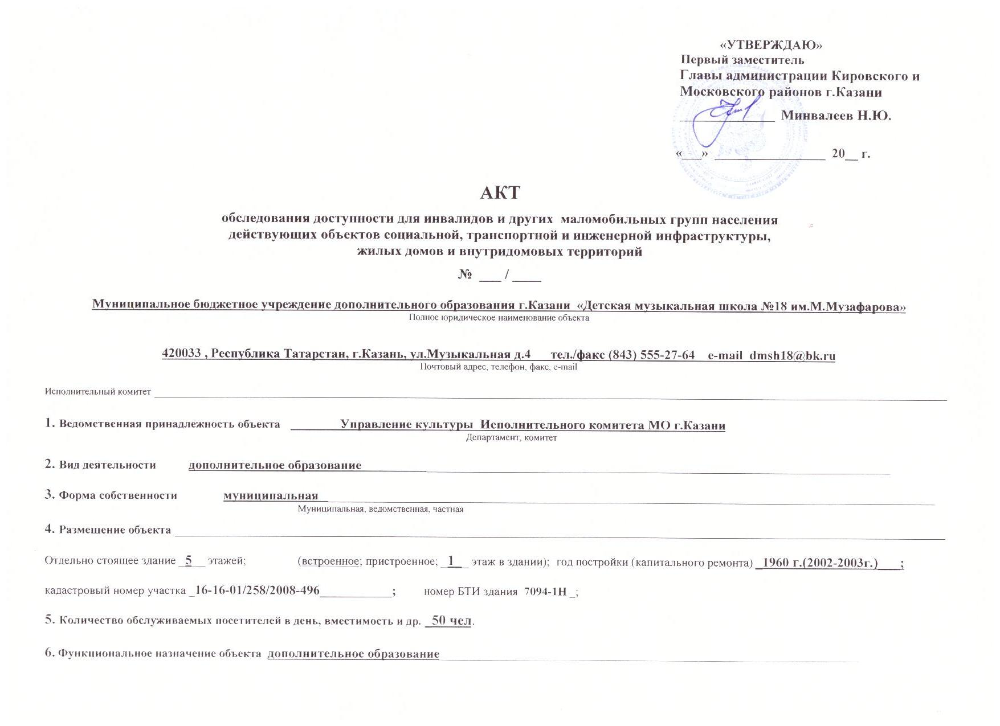 «УТВЕРЖДАЮ»
Первый заместитель
Главы администрации Кировского и
Московского районов г.Казани
______________ Минвалеев Н.Ю.
«___» ________________ 20__ г.
АКТ
обследования доступности для инвалидов и других маломобильных групп населения
действующих объектов социальной, транспортной и инженерной инфраструктуры,
жилых домов и внутридомовых территорий
№ ___ / ____
Муниципальное бюджетное учреждение дополнительного образования г.Казани «Детская музыкальная школа №18 им.М.Музафарова»
Полное юридическое наименование объекта
420033 , Республика Татарстан, г.Казань, ул.Музыкальная д.4 тел./факс (843) 555-27-64 e-mail dmsh18@bk.ru
Почтовый адрес, телефон, факс, e-mail
Исполнительный комитет
1. Ведомственная принадлежность объекта Управление культуры Исполнительного комитета МО г.Казани
Департамент, комитет
2. Вид деятельности дополнительное образование
3. Форма собственности муниципальная
Муниципальная, ведомственная, частная
4. Размещение объекта
Отдельно стоящее здание _5__ этажей; (встроенное; пристроенное; _1__ этаж в здании); год постройки (капитального ремонта) _1960 г.(2002-2003г.)___;
кадастровый номер участка _16-16-01/258/2008-496___________; номер БТИ здания 7094-1Н _;
5. Количество обслуживаемых посетителей в день, вместимость и др. _50 чел.
6. Функциональное назначение объекта дополнительное образование